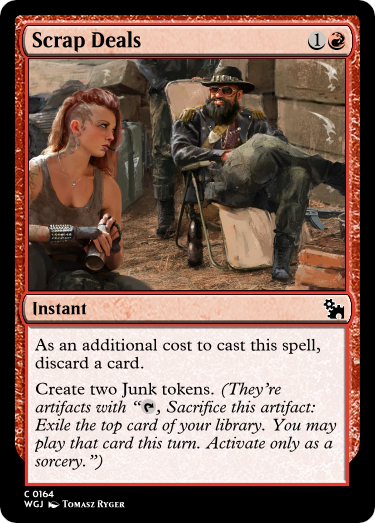 Scrap Deals 1
Instant
As an additional cost to cast this spell,
discard a card.
Create two Junk tokens. (They're
artifacts with “, Sacrifice this artifact:
Exile the top card of your library. You may
play that card this turn. Activate only as a
sorcery.”)
C 0164
WGJ Tomasz Ryger